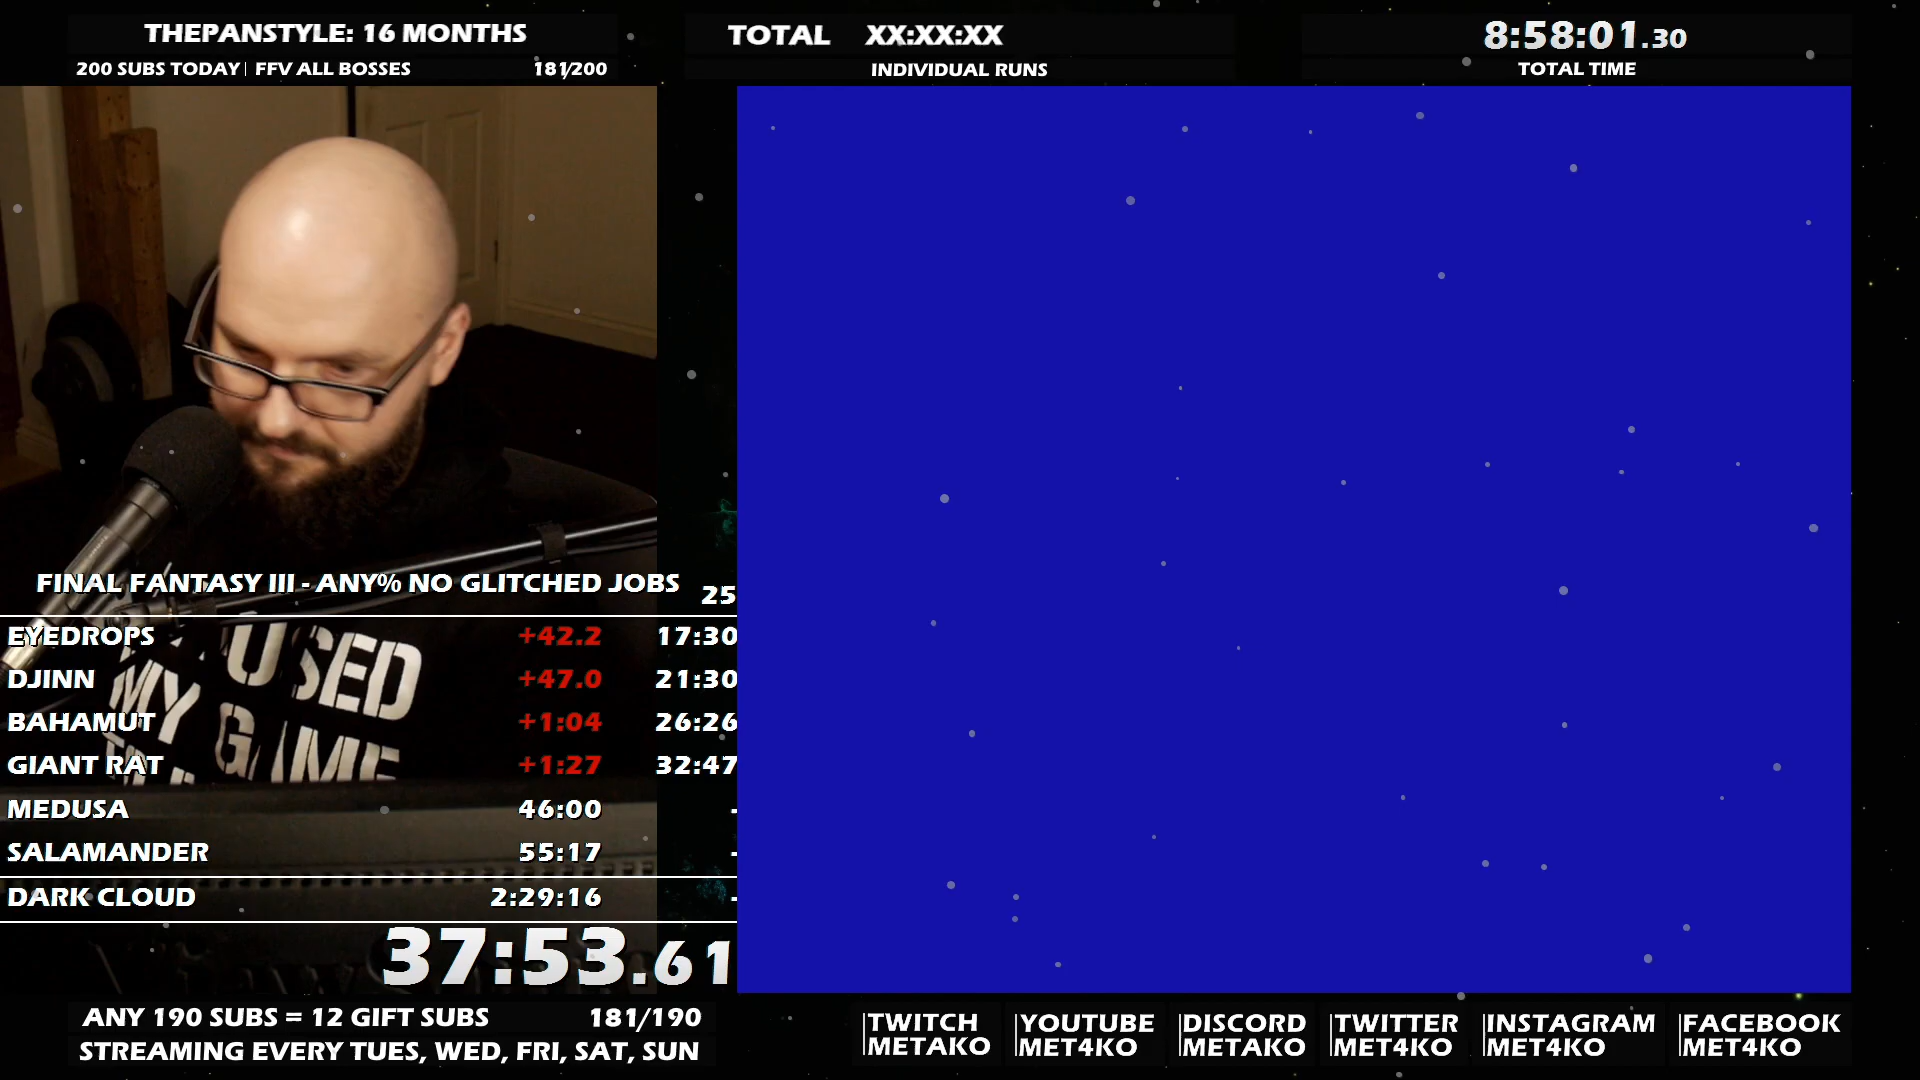 THEPANSTYLE: 16 MONTHS
200 SUBS TODAY | FFV ALL BOSSES 181/200
TOTAL XX:XX:XX
INDIVIDUAL RUNS
8:58:01.30
TOTAL TIME
FINAL FANTASY III - ANY% NO GLITCHED JOBS 25
EYEDROPS +42.2 17:30
DJINN +47.0 21:30
BAHAMUT +1:04 26:26
GIANT RAT +1:27 32:47
MEDUSA 46:00 -
SALAMANDER 55:17 -
DARK CLOUD 2:29:16 -
37:53.61
USED
MY GAME
ANY 190 SUBS = 12 GIFT SUBS 181/190
STREAMING EVERY TUES, WED, FRI, SAT, SUN
TWITCH
METAKO
YOUTUBE
MET4KO
DISCORD
METAKO
TWITTER
MET4KO
INSTAGRAM
MET4KO
FACEBOOK
MET4KO